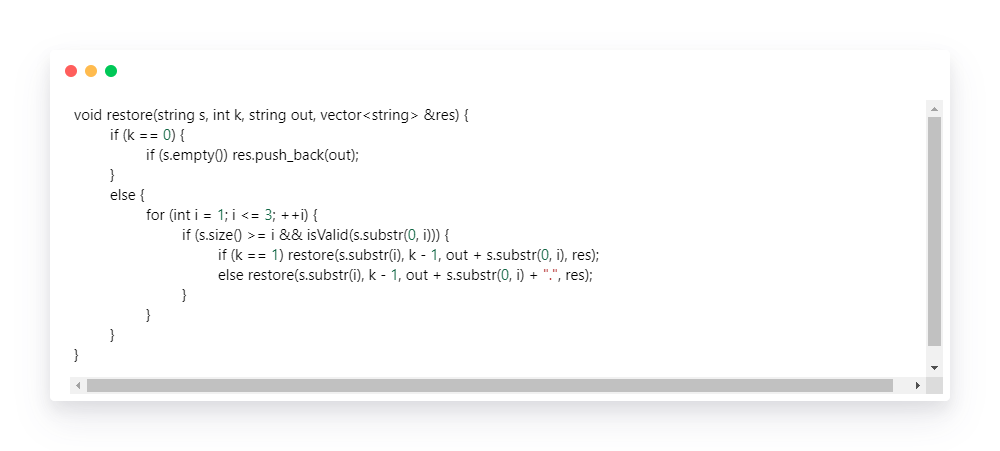 void restore(string s, int k, string out, vector<string> &res) {
if (k == 0) {
if (s.empty()) res.push_back(out);
}
else {
for (int i = 1; i <= 3; ++i) {
if (s.size() >= i && isValid(s.substr(0, i))) {
if (k == 1) restore(s.substr(i), k - 1, out + s.substr(0, i), res);
else restore(s.substr(i), k - 1, out + s.substr(0, i) + ".", res);
}
}
}
}